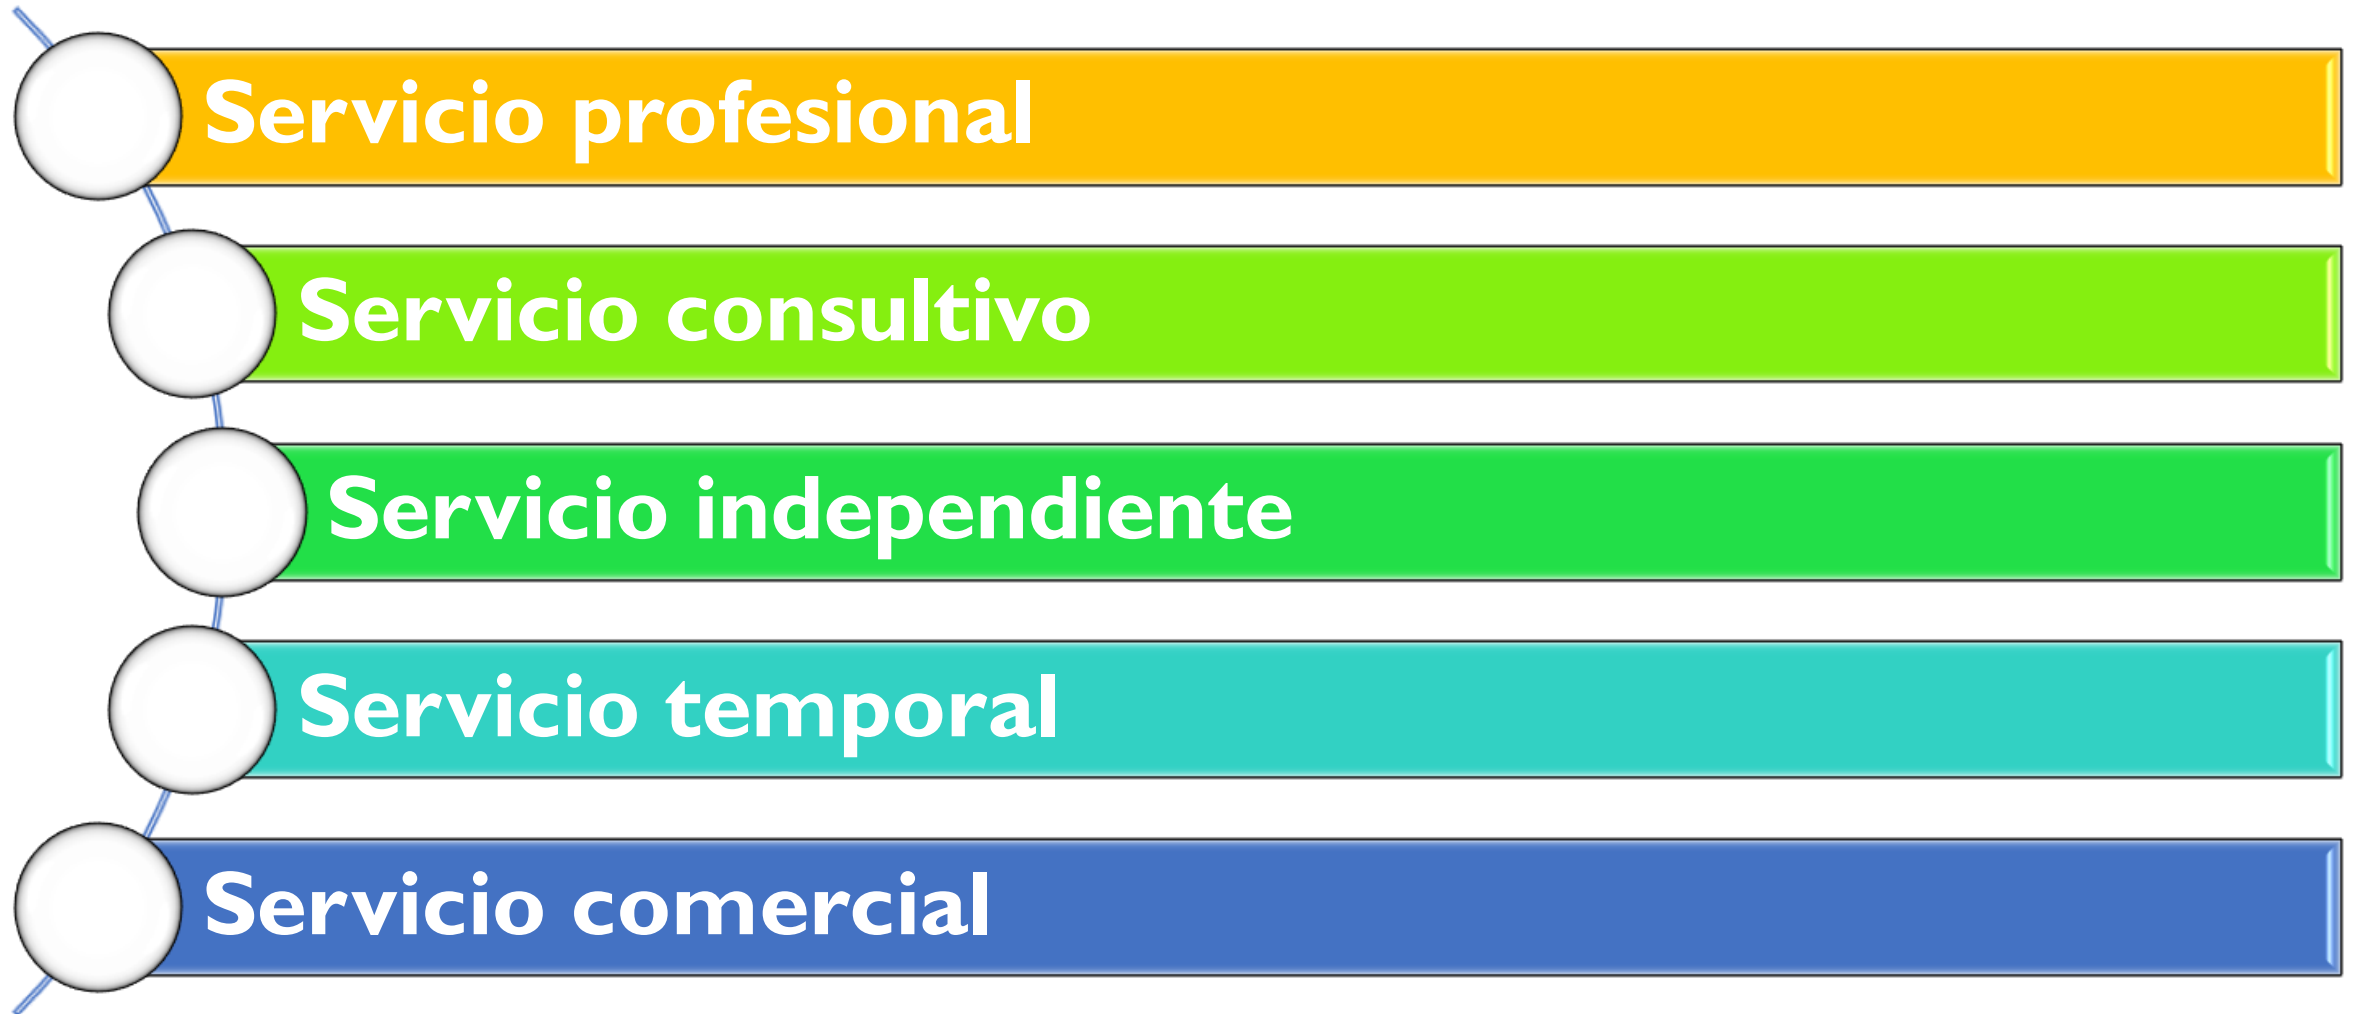 Servicio profesional
Servicio consultivo
Servicio independiente
Servicio temporal
Servicio comercial